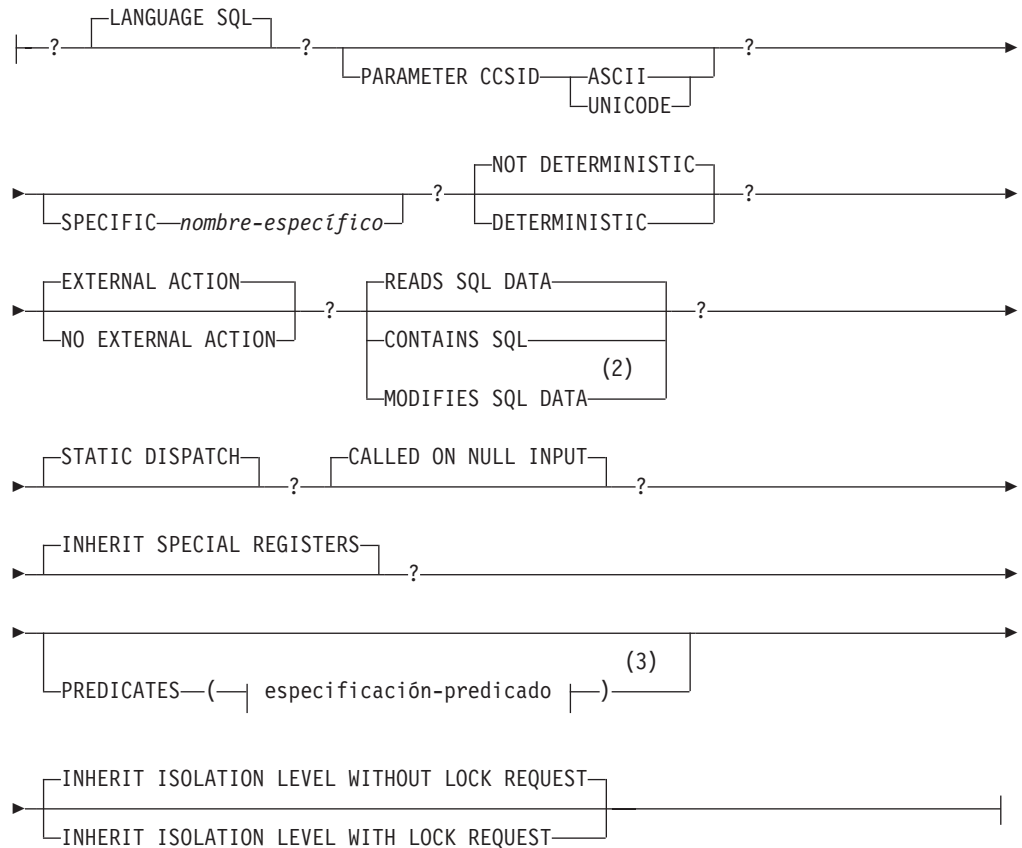 LANGUAGE SQL
? ? ?
PARAMETER CCSID ASCII
UNICODE
NOT DETERMINISTIC
? ?
SPECIFIC nombre-específico DETERMINISTIC
EXTERNAL ACTION READS SQL DATA
? ?
NO EXTERNAL ACTION CONTAINS SQL
(2)
MODIFIES SQL DATA
STATIC DISPATCH CALLED ON NULL INPUT
? ?
INHERIT SPECIAL REGISTERS
?
(3)
PREDICATES ( especificación-predicado )
INHERIT ISOLATION LEVEL WITHOUT LOCK REQUEST
INHERIT ISOLATION LEVEL WITH LOCK REQUEST